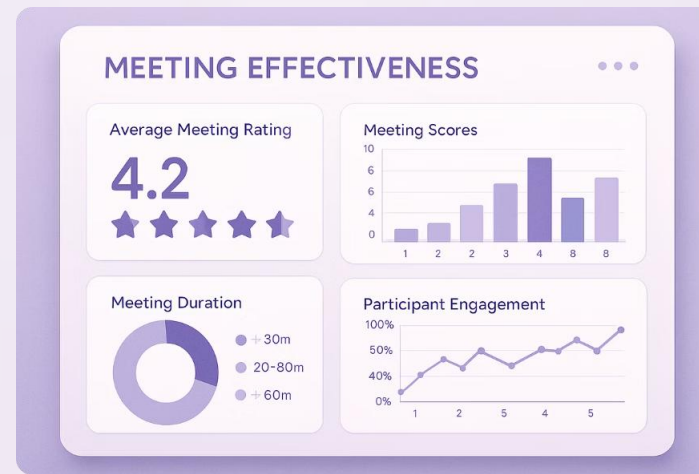 MEETING EFFECTIVENESS
Average Meeting Rating
4.2
Meeting Scores
10
6
6
4
0
1 2 2 3 4 8 8
Meeting Duration
+ 30m
20-80m
+ 60m
Participant Engagement
100%
50%
40%
0%
1 2 5 4 5